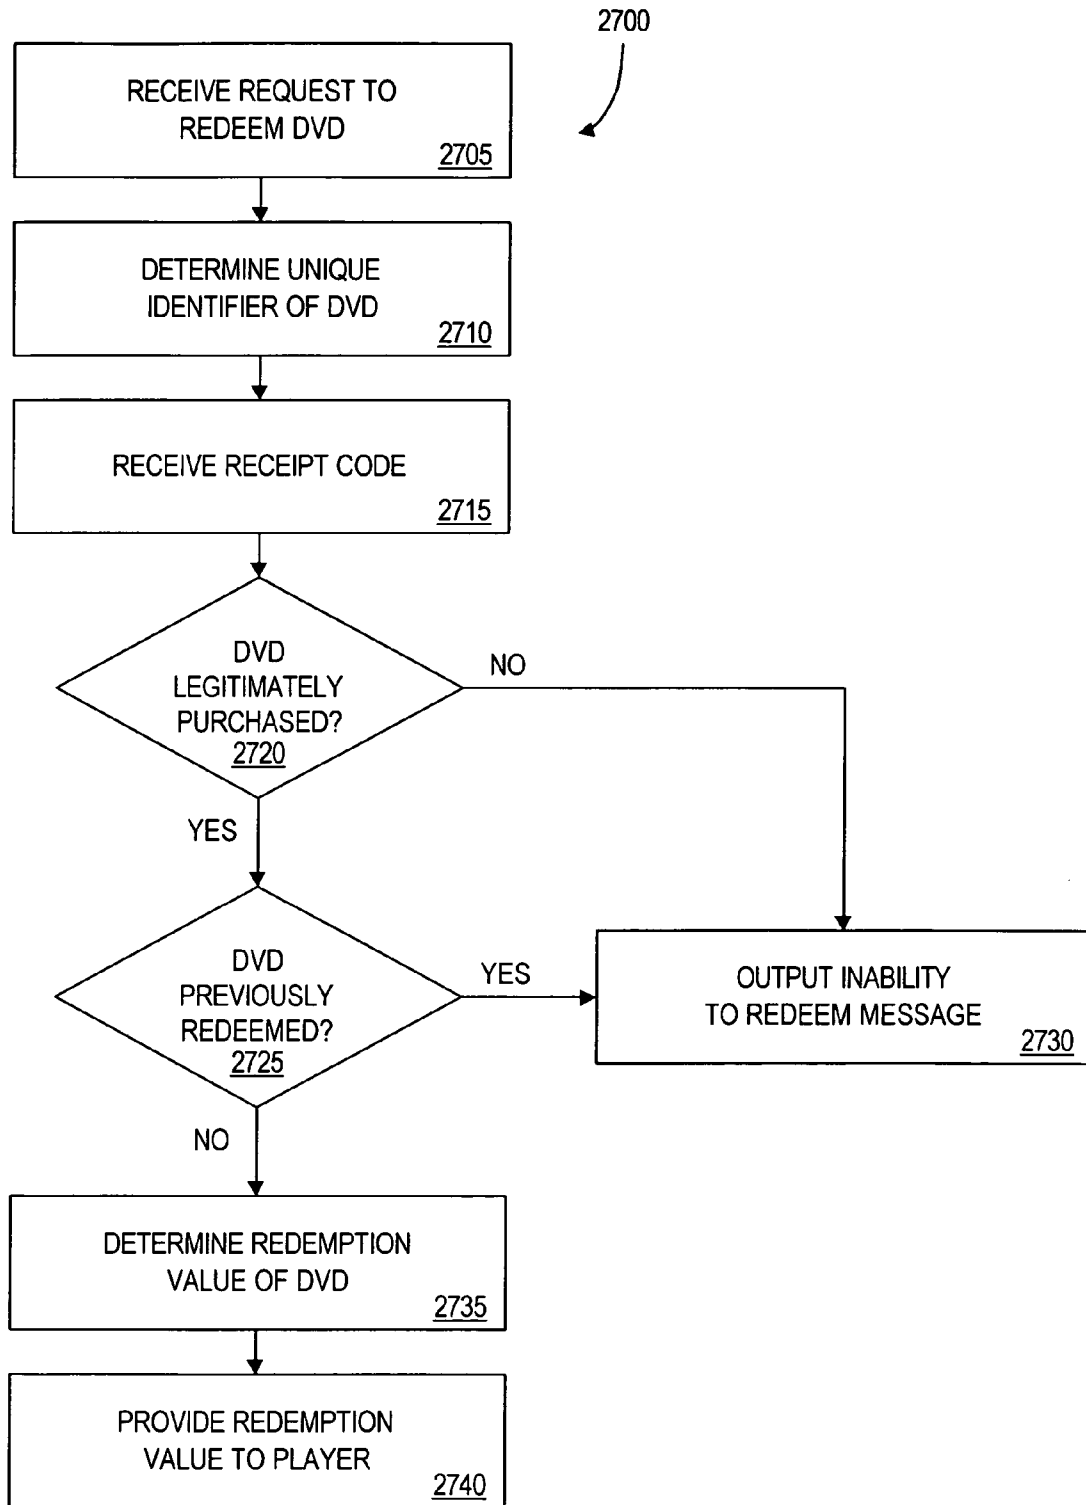 2700
RECEIVE REQUEST TO
REDEEM DVD
2705
DETERMINE UNIQUE
IDENTIFIER OF DVD
2710
RECEIVE RECEIPT CODE
2715
DVD
LEGITIMATELY
PURCHASED?
2720
NO
YES
DVD
PREVIOUSLY
REDEEMED?
2725
YES
OUTPUT INABILITY
TO REDEEM MESSAGE
2730
NO
DETERMINE REDEMPTION
VALUE OF DVD
2735
PROVIDE REDEMPTION
VALUE TO PLAYER
2740